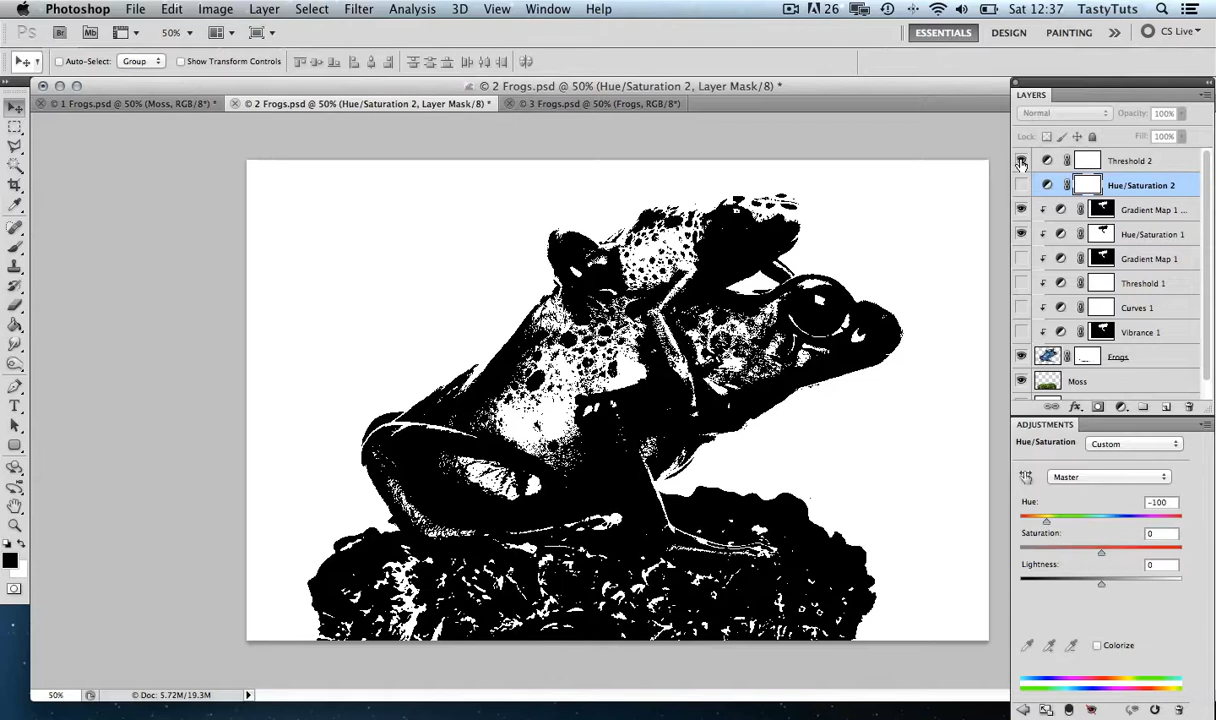 Photoshop File Edit Image Layer Select Filter Analysis 3D View Window Help A 26 Sat 12:37 TastyTuts
Ps Br Mb 50% ESSENTIALS DESIGN PAINTING >> CS Live
Auto-Select: Group Show Transform Controls
© 2 Frogs.psd @ 50% (Hue/Saturation 2, Layer Mask/8) *
© 1 Frogs.psd @ 50% (Moss, RGB/8) * © 2 Frogs.psd @ 50% (Hue/Saturation 2, Layer Mask/8) * © 3 Frogs.psd @ 50% (Frogs, RGB/8)
LAYERS
Normal Opacity: 100%
Lock: Fill: 100%
Threshold 2
Hue/Saturation 2
Gradient Map 1 ...
Hue/Saturation 1
Gradient Map 1
Threshold 1
Curves 1
Vibrance 1
Frogs
Moss
fx
ADJUSTMENTS
Hue/Saturation Custom
Master
Hue: -100
Saturation: 0
Lightness: 0
Colorize
50% © Doc: 5.72M/19.3M